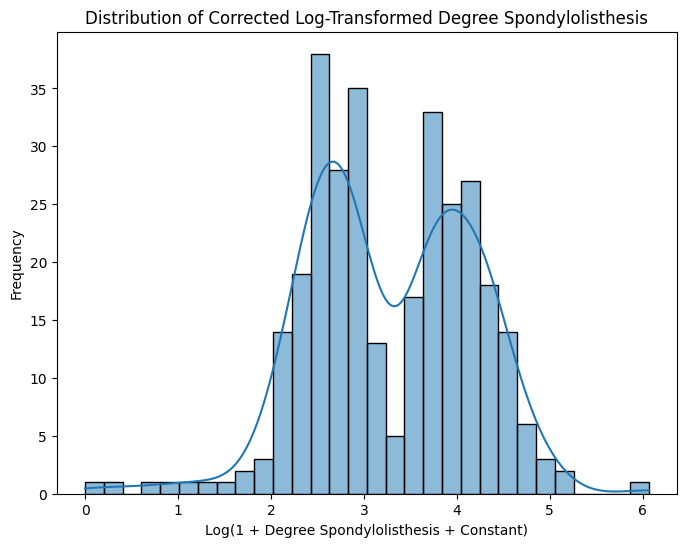 Distribution of Corrected Log-Transformed Degree Spondylolisthesis
35
30
25
20
15
10
5
0
Frequency
0 1 2 3 4 5 6
Log(1 + Degree Spondylolisthesis + Constant)